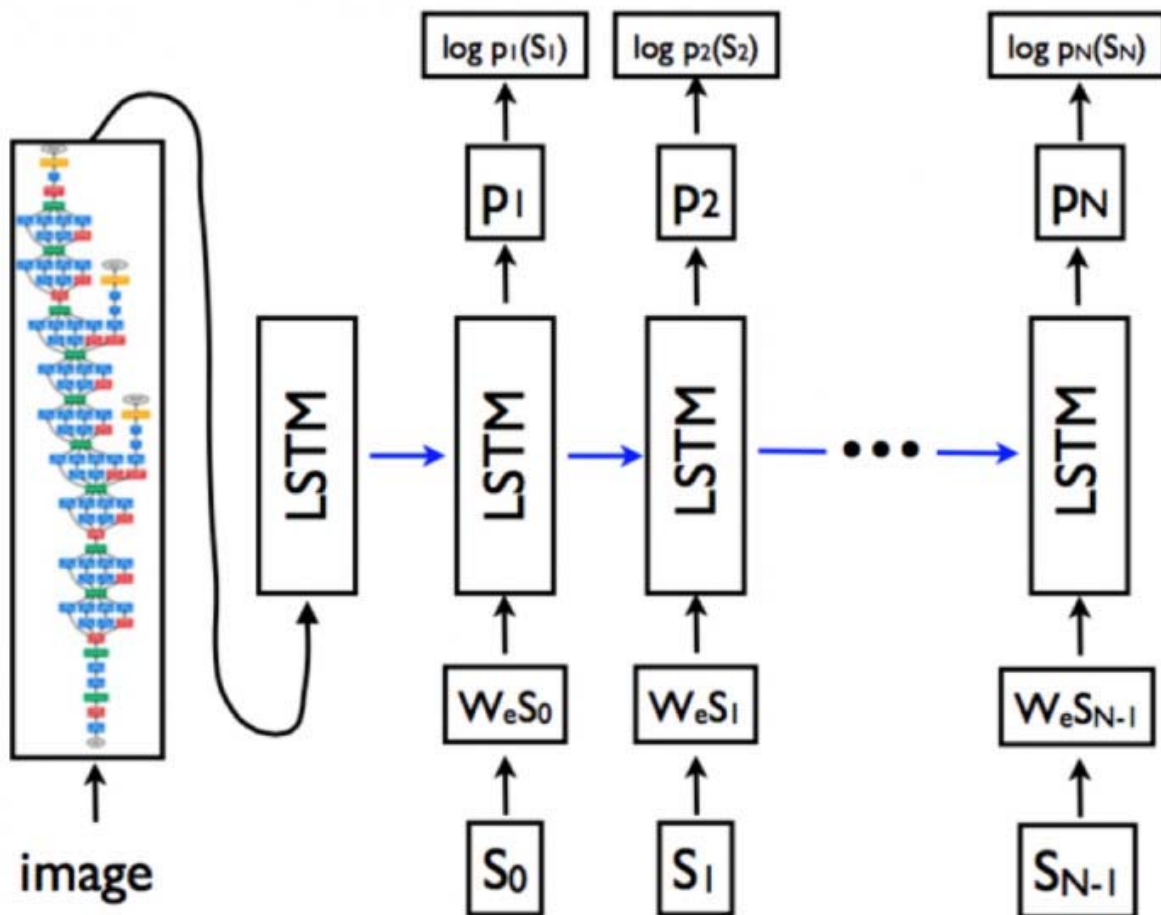 log p1(S1) log p2(S2) log pN(SN)
p1 p2 pN
LSTM LSTM LSTM ••• LSTM
WeS0 WeS1 WeSN-1
image S0 S1 SN-1